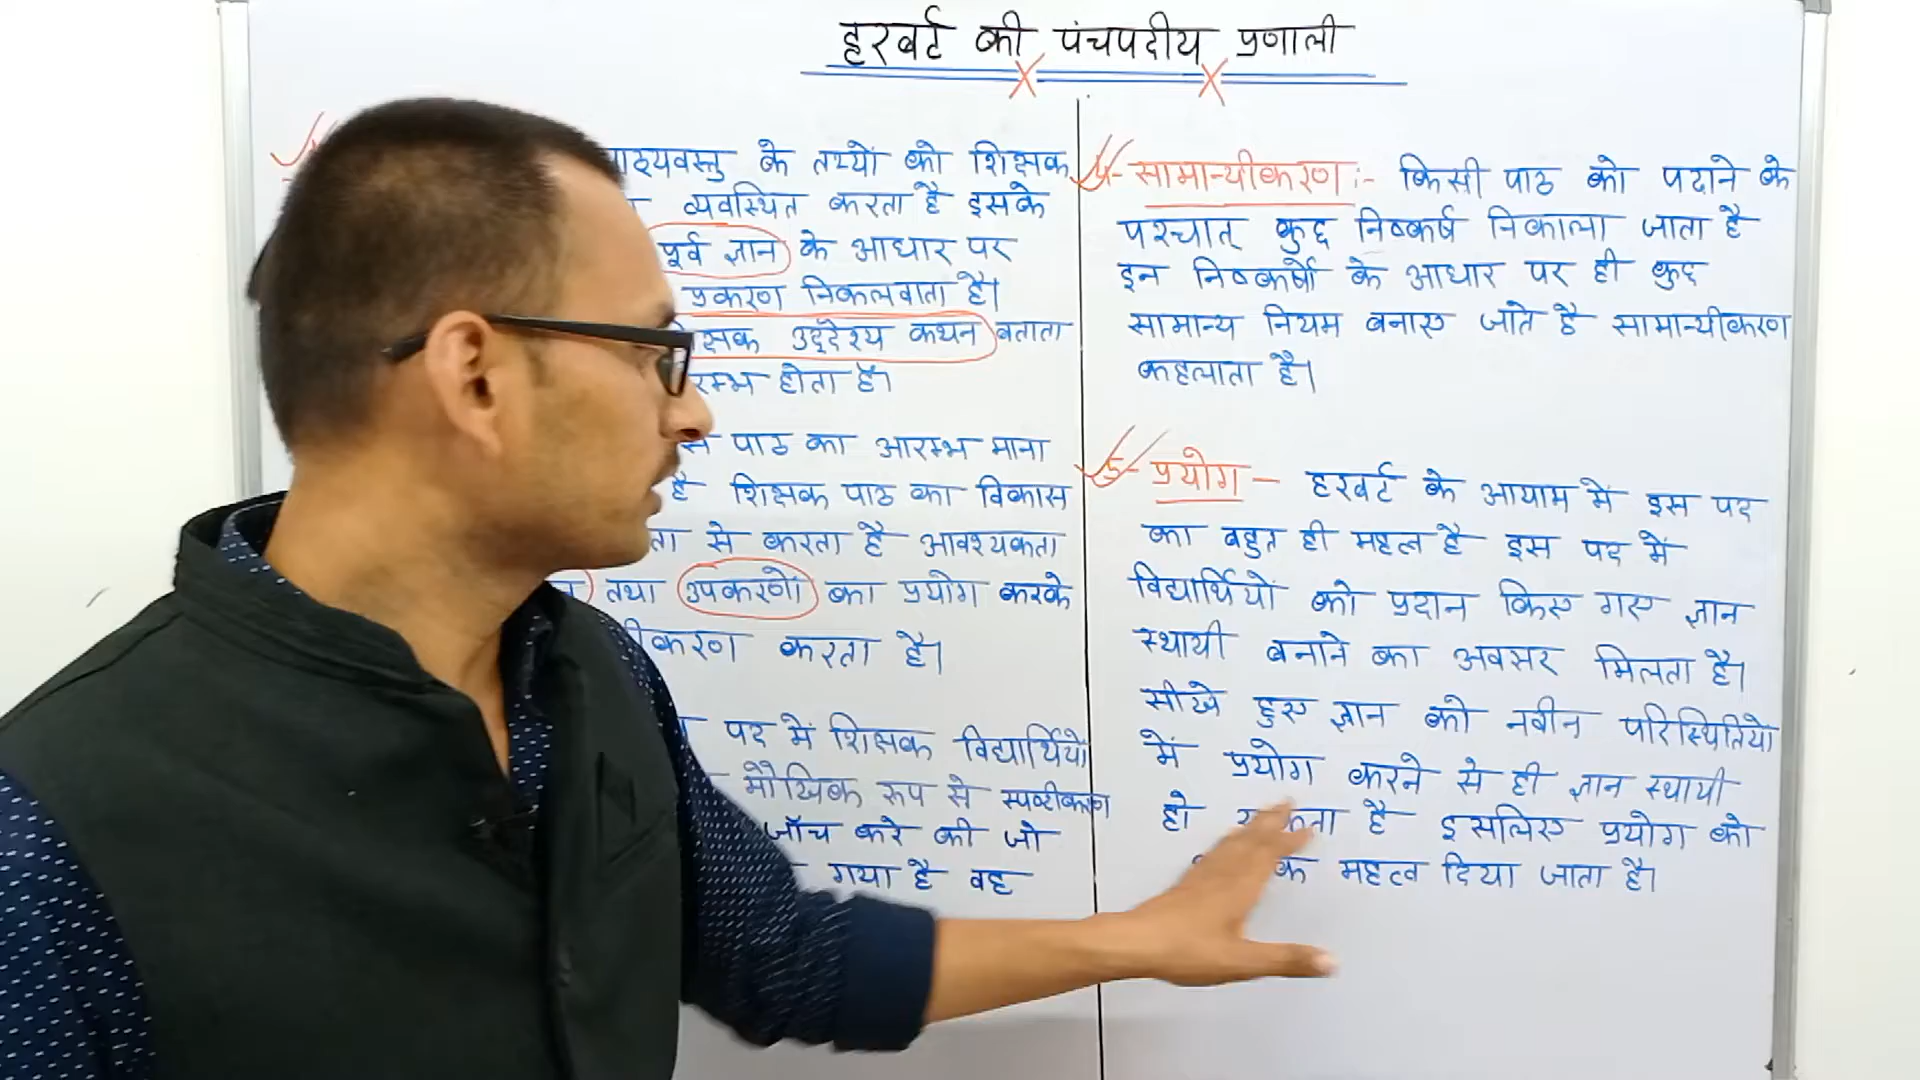 हरबर्ट की पंचपदीय प्रणाली
पाठ्यवस्तु के तथ्यों को शिक्षक
व्यवस्थित करता है इसके
पूर्व ज्ञान के आधार पर
प्रकरण निकलवाता है।
उद्देश्य कथन बताता
होता है।
पाठ का आरम्भ माना
है शिक्षक पाठ का विकास
से करता है आवश्यकता
तथा उपकरणों का प्रयोग करके
करता है।
पद में शिक्षक विद्यार्थियों
मौखिक रूप से स्पष्टीकरण
जाँच करे की जो
गया है वह
4- सामान्यीकरण :- किसी पाठ को पढाने के
पश्चात् कुछ निष्कर्ष निकाला जाता है
इन निष्कर्षो के आधार पर ही कुछ
सामान्य नियम बनाए जाते है सामान्यीकरण
कहलाता है।
5- प्रयोग - हरबर्ट के आयाम में इस पद
का बहुत ही महत्व है इस पद में
विद्यार्थियों को प्रदान किए गए ज्ञान
स्थायी बनाने का अवसर मिलता है।
सीखे हुए ज्ञान को नवीन परिस्थितियो
में प्रयोग करने से ही ज्ञान स्थायी
हो है इसलिए प्रयोग को
महत्व दिया जाता है।